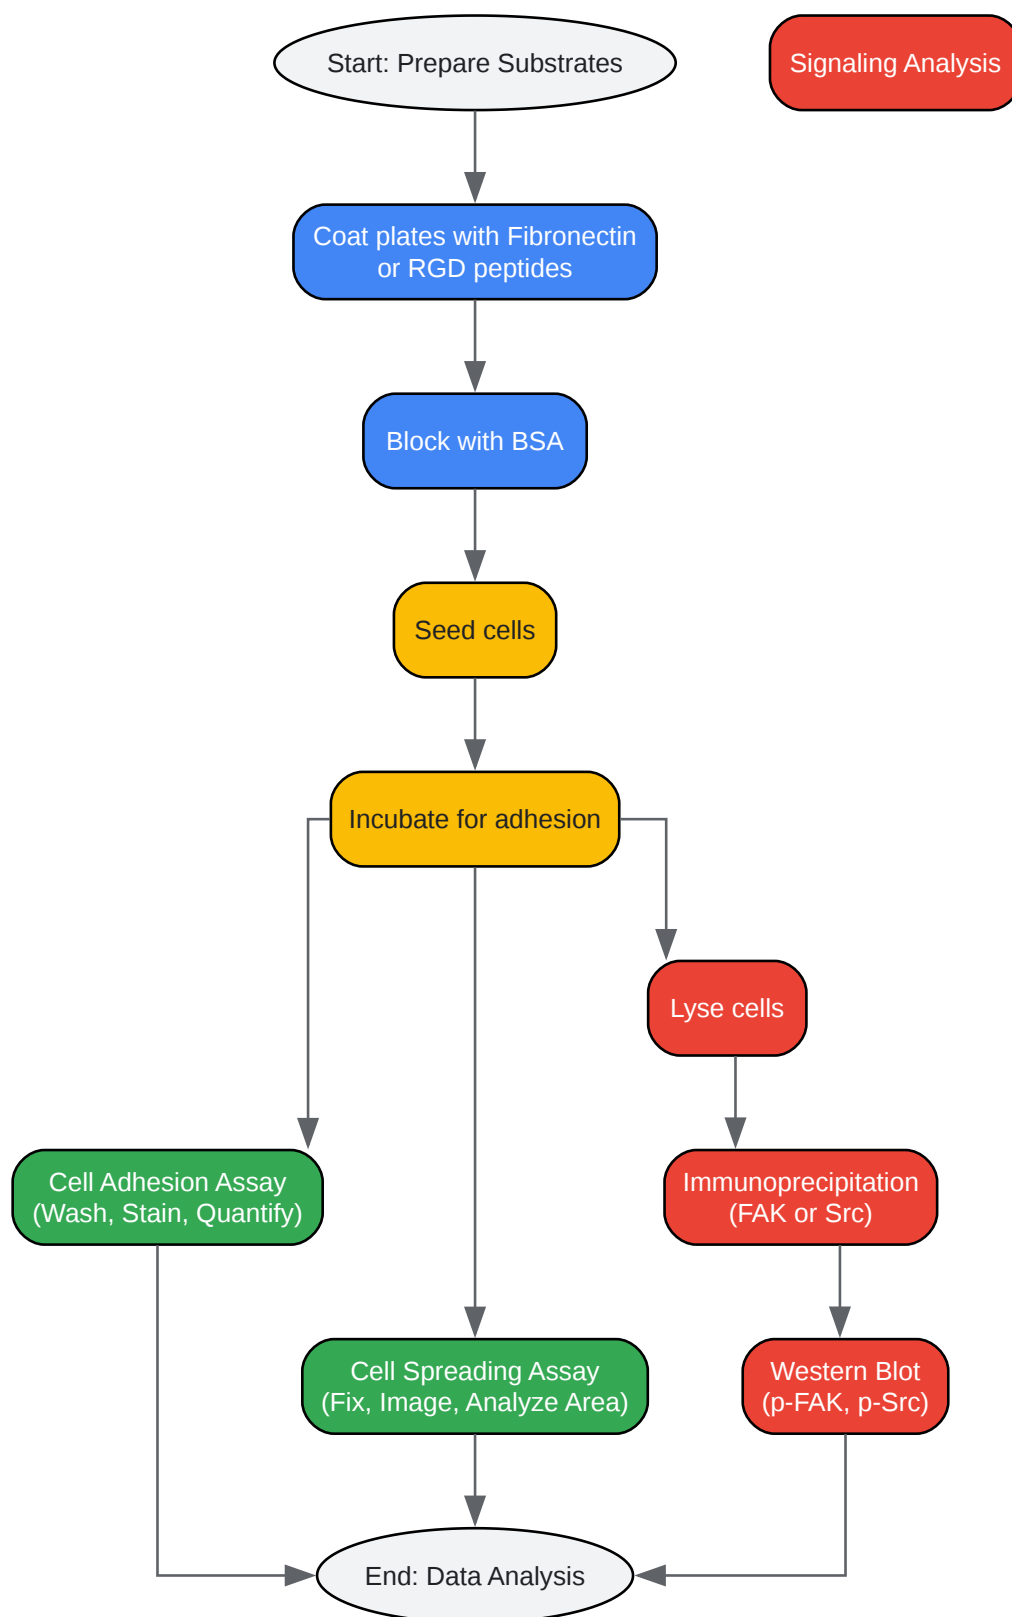 Start: Prepare Substrates
Signaling Analysis
Coat plates with Fibronectin
or RGD peptides
Block with BSA
Seed cells
Incubate for adhesion
Lyse cells
Cell Adhesion Assay
(Wash, Stain, Quantify)
Immunoprecipitation
(FAK or Src)
Cell Spreading Assay
(Fix, Image, Analyze Area)
Western Blot
(p-FAK, p-Src)
End: Data Analysis